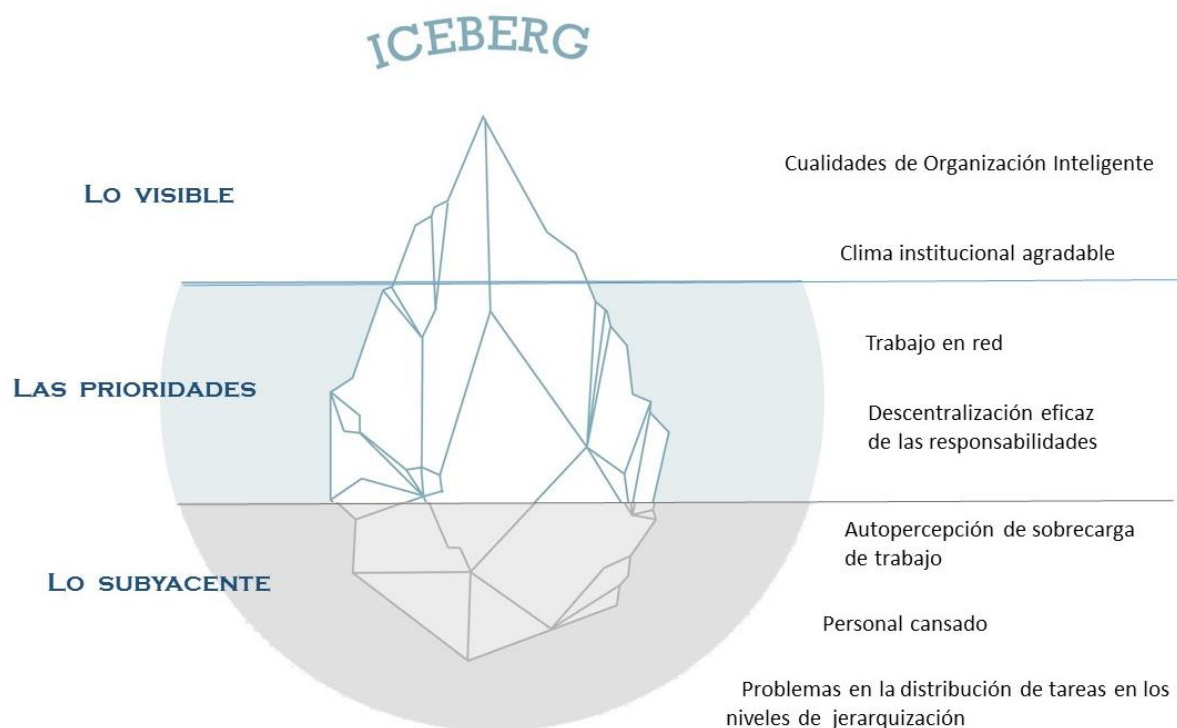 ICEBERG
LO VISIBLE
Cualidades de Organización Inteligente
Clima institucional agradable
LAS PRIORIDADES
Trabajo en red
Descentralización eficaz
de las responsabilidades
LO SUBYACENTE
Autopercepción de sobrecarga
de trabajo
Personal cansado
Problemas en la distribución de tareas en los
niveles de jerarquización